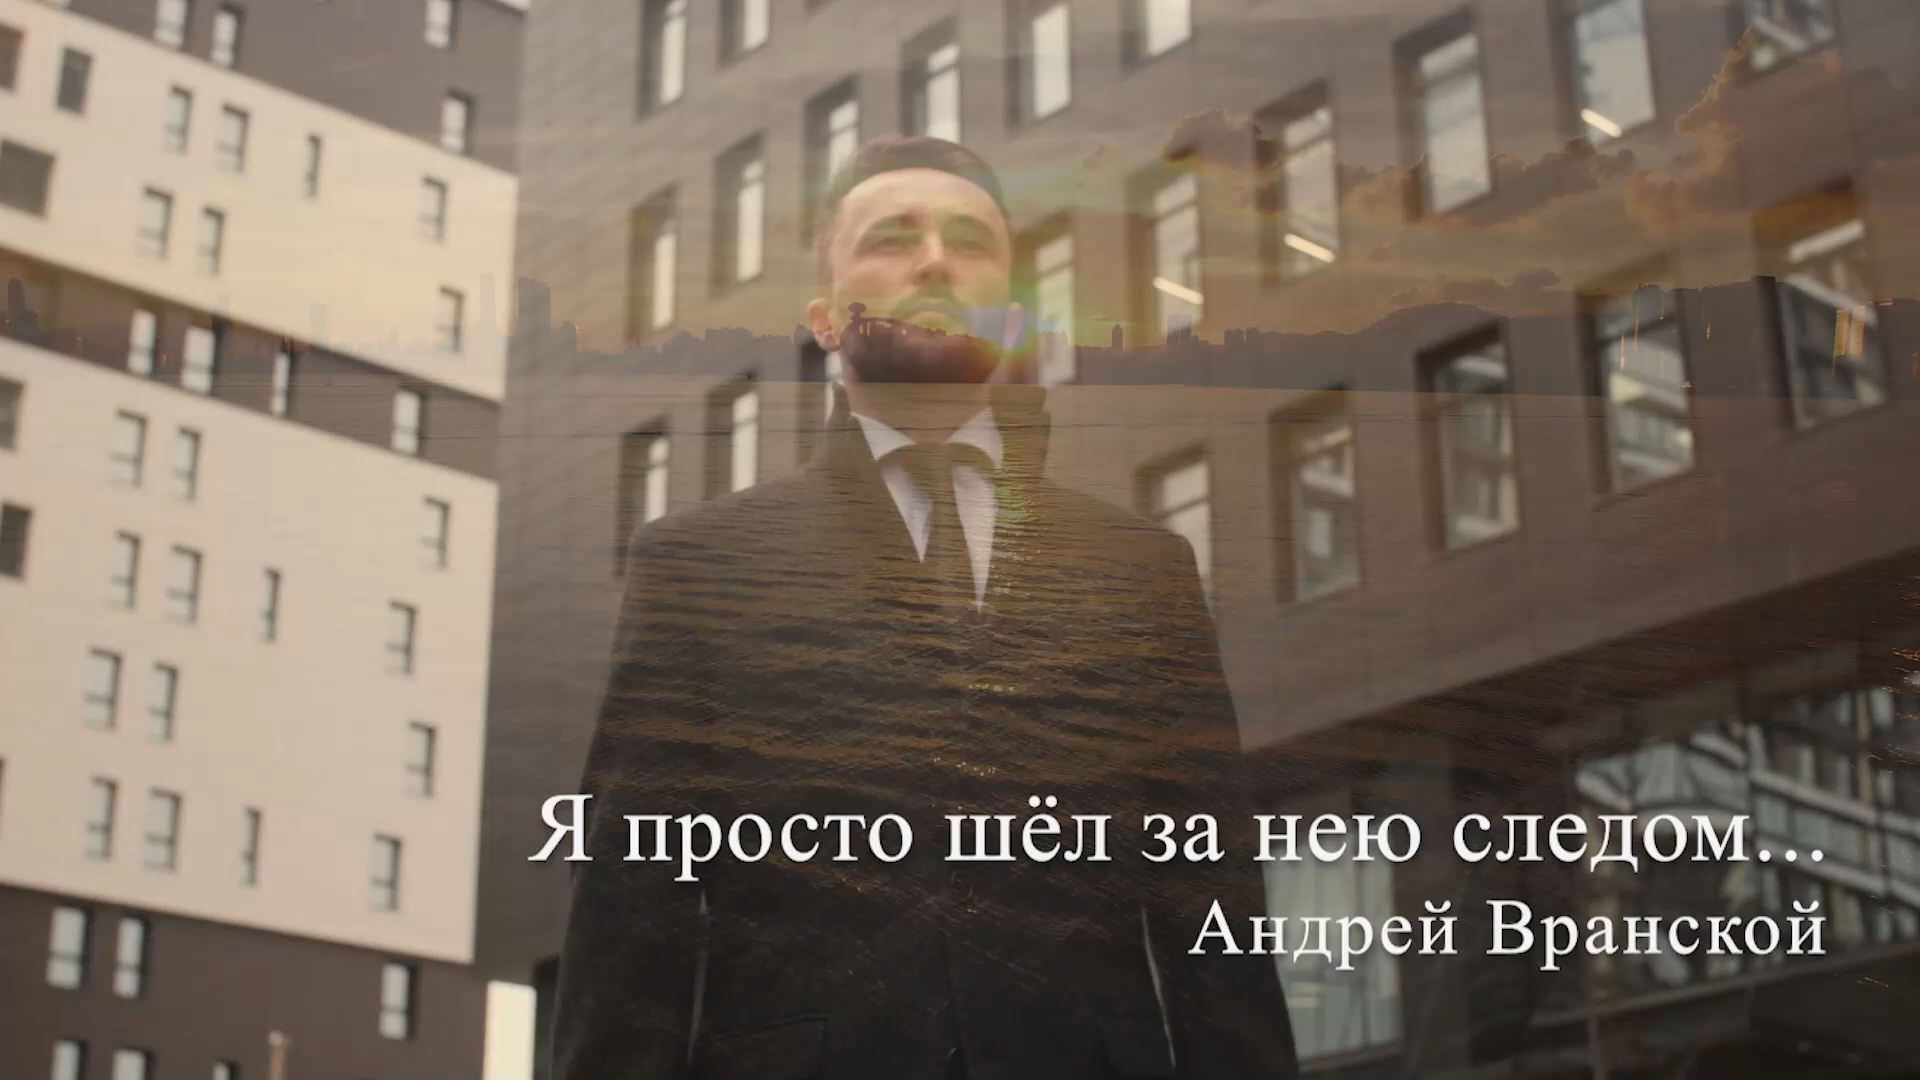 Я просто шёл за нею следом...
Андрей Вранской